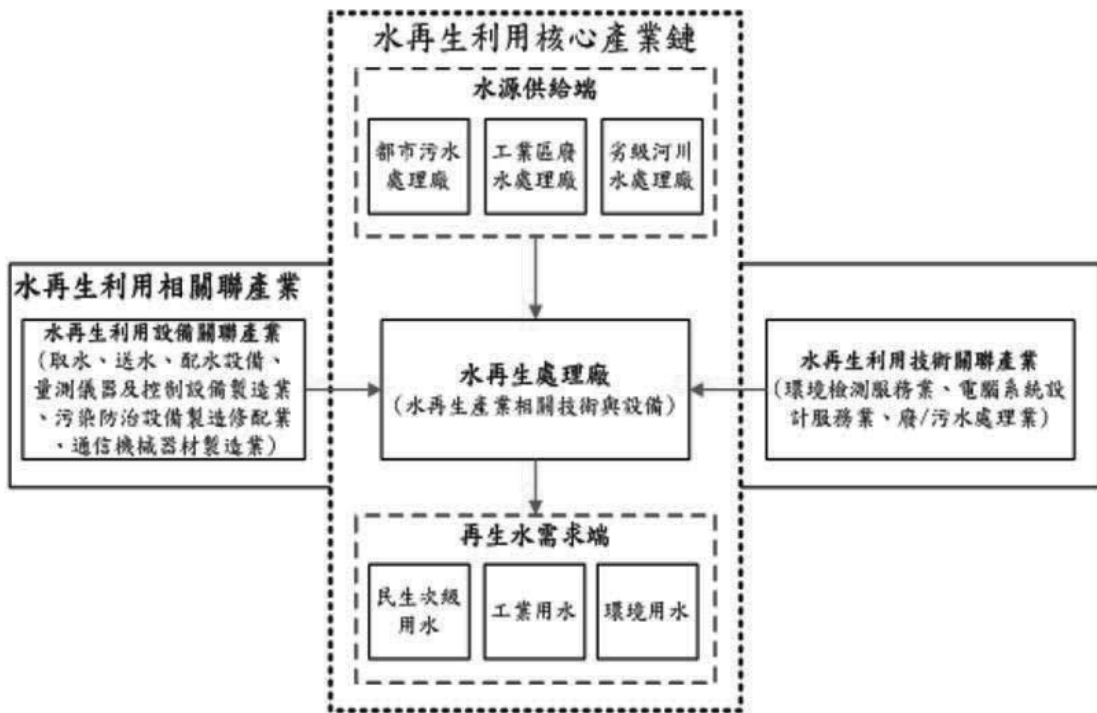 水再生利用核心產業鏈
水源供給端
都市污水
處理廠
工業區廢
水處理廠
劣級河川
水處理廠
水再生利用相關聯產業
水再生利用設備關聯產業
(取水、送水、配水設備、
量測儀器及控制設備製造業
、污染防治設備製造修配業
、通信機械器材製造業)
水再生處理廠
(水再生產業相關技術與設備)
水再生利用技術關聯產業
(環境檢測服務業、電腦系統設
計服務業、廢/污水處理業)
再生水需求端
民生次級
用水
工業用水
環境用水